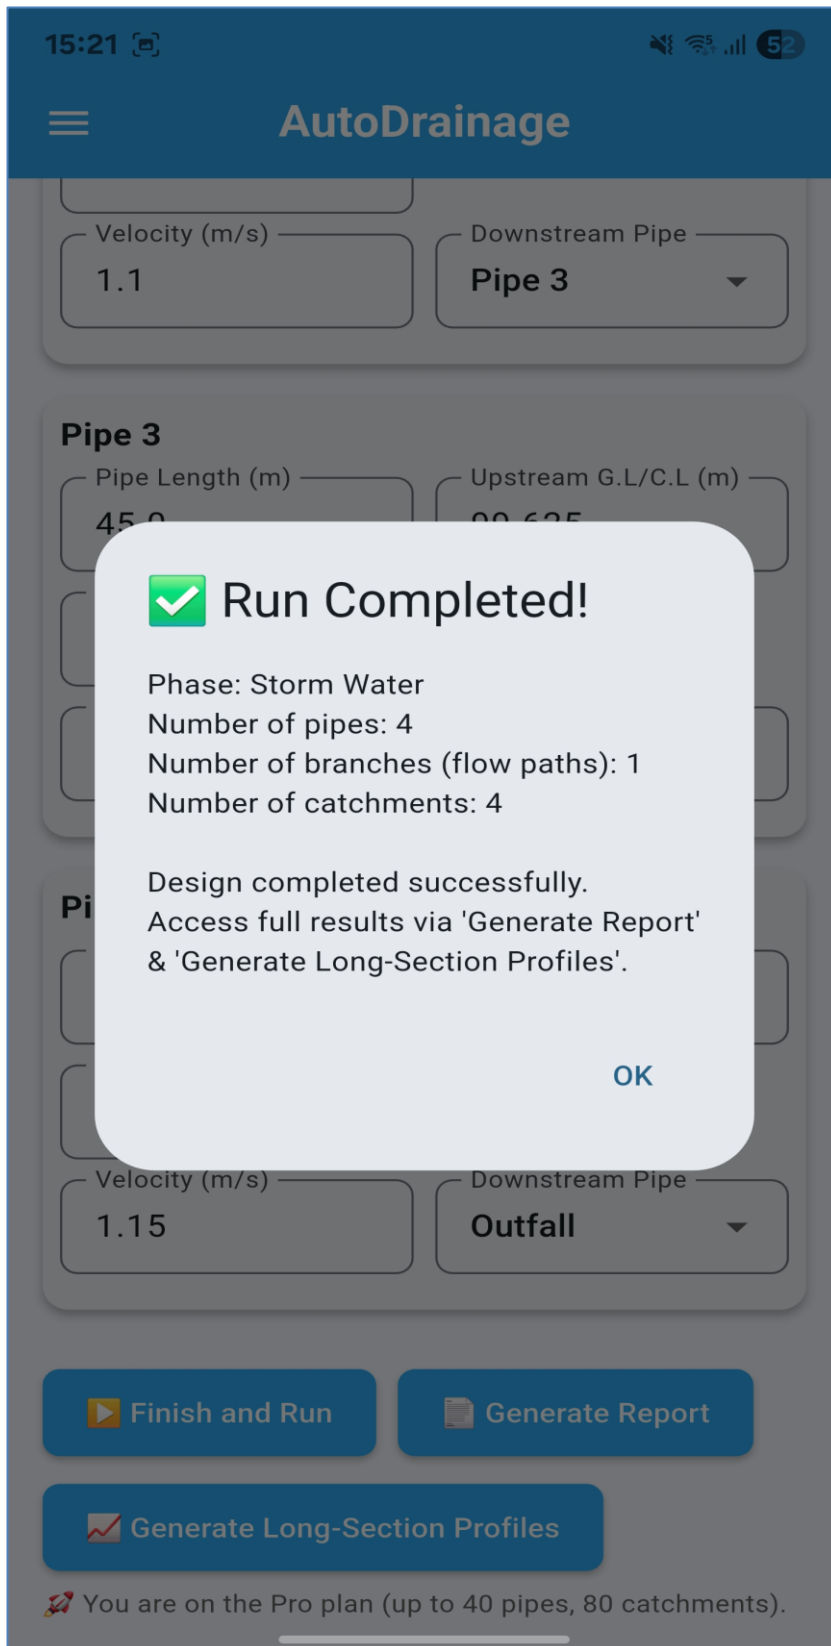 15:21
52
AutoDrainage
Velocity (m/s)
Downstream Pipe
1.1
Pipe 3
Pipe 3
Pipe Length (m)
Upstream G.L/C.L (m)
✅ Run Completed!
Phase: Storm Water
Number of pipes: 4
Number of branches (flow paths): 1
Number of catchments: 4
Design completed successfully.
Access full results via 'Generate Report'
& 'Generate Long-Section Profiles'.
OK
Velocity (m/s)
Downstream Pipe
1.15
Outfall
▶️ Finish and Run
📄 Generate Report
📈 Generate Long-Section Profiles
🚀 You are on the Pro plan (up to 40 pipes, 80 catchments).